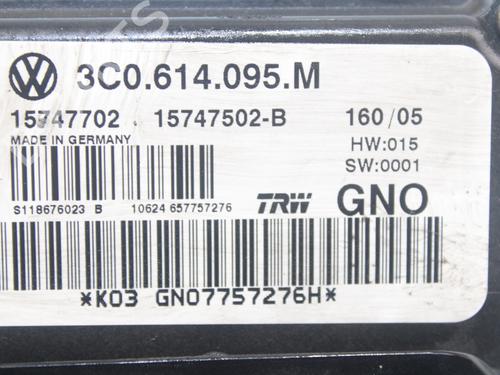 3C0.614.095.M
15747702 15747502-B 160/05
MADE IN GERMANY
HW:015
SW:0001
S118676023 B 10624 657757276 TRW GNO
*K03 GNO7757276H*